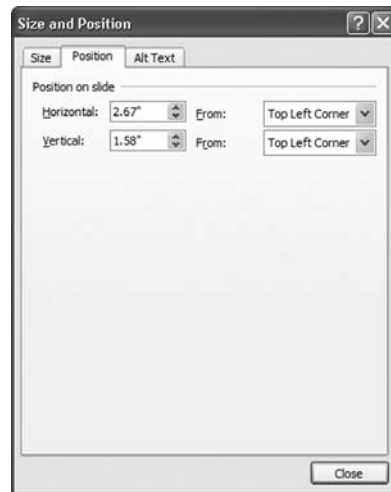 Size and Position
Size Position Alt Text
Position on slide
Horizontal: 2.67" From: Top Left Corner
Vertical: 1.58" From: Top Left Corner
Close